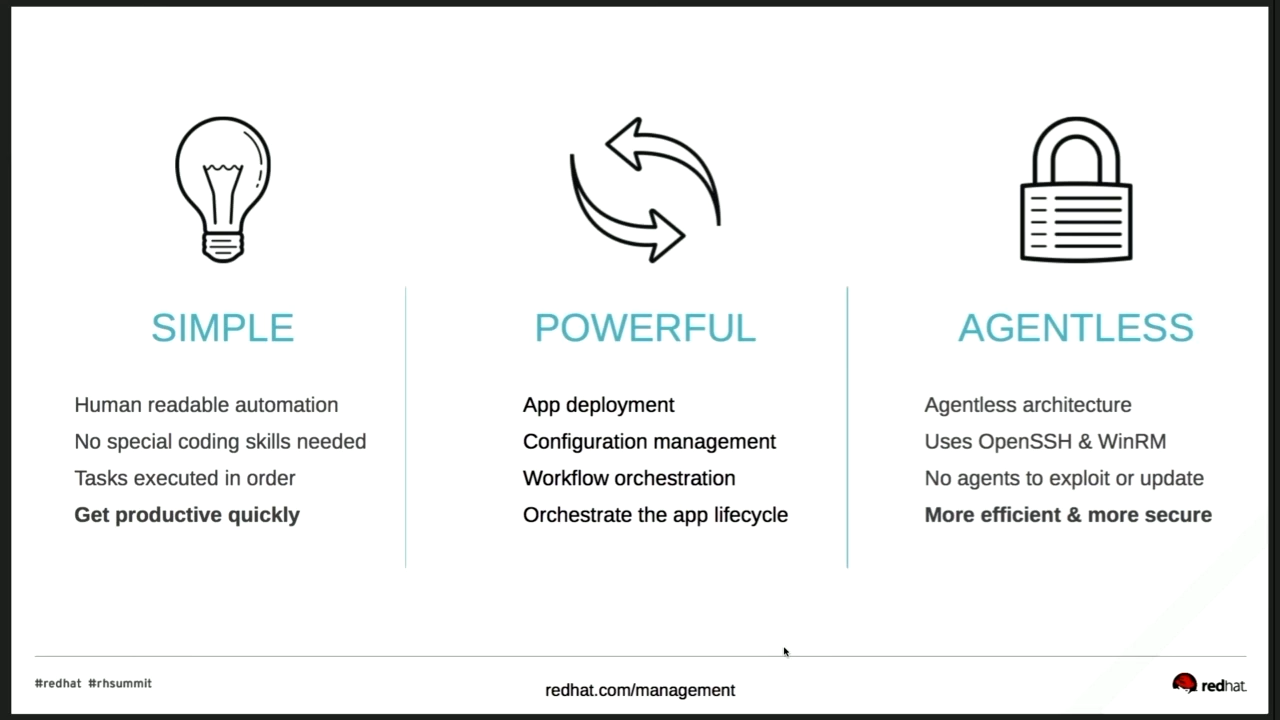 SIMPLE
Human readable automation
No special coding skills needed
Tasks executed in order
Get productive quickly
POWERFUL
App deployment
Configuration management
Workflow orchestration
Orchestrate the app lifecycle
AGENTLESS
Agentless architecture
Uses OpenSSH & WinRM
No agents to exploit or update
More efficient & more secure
#redhat #rhsummit
redhat.com/management
redhat.